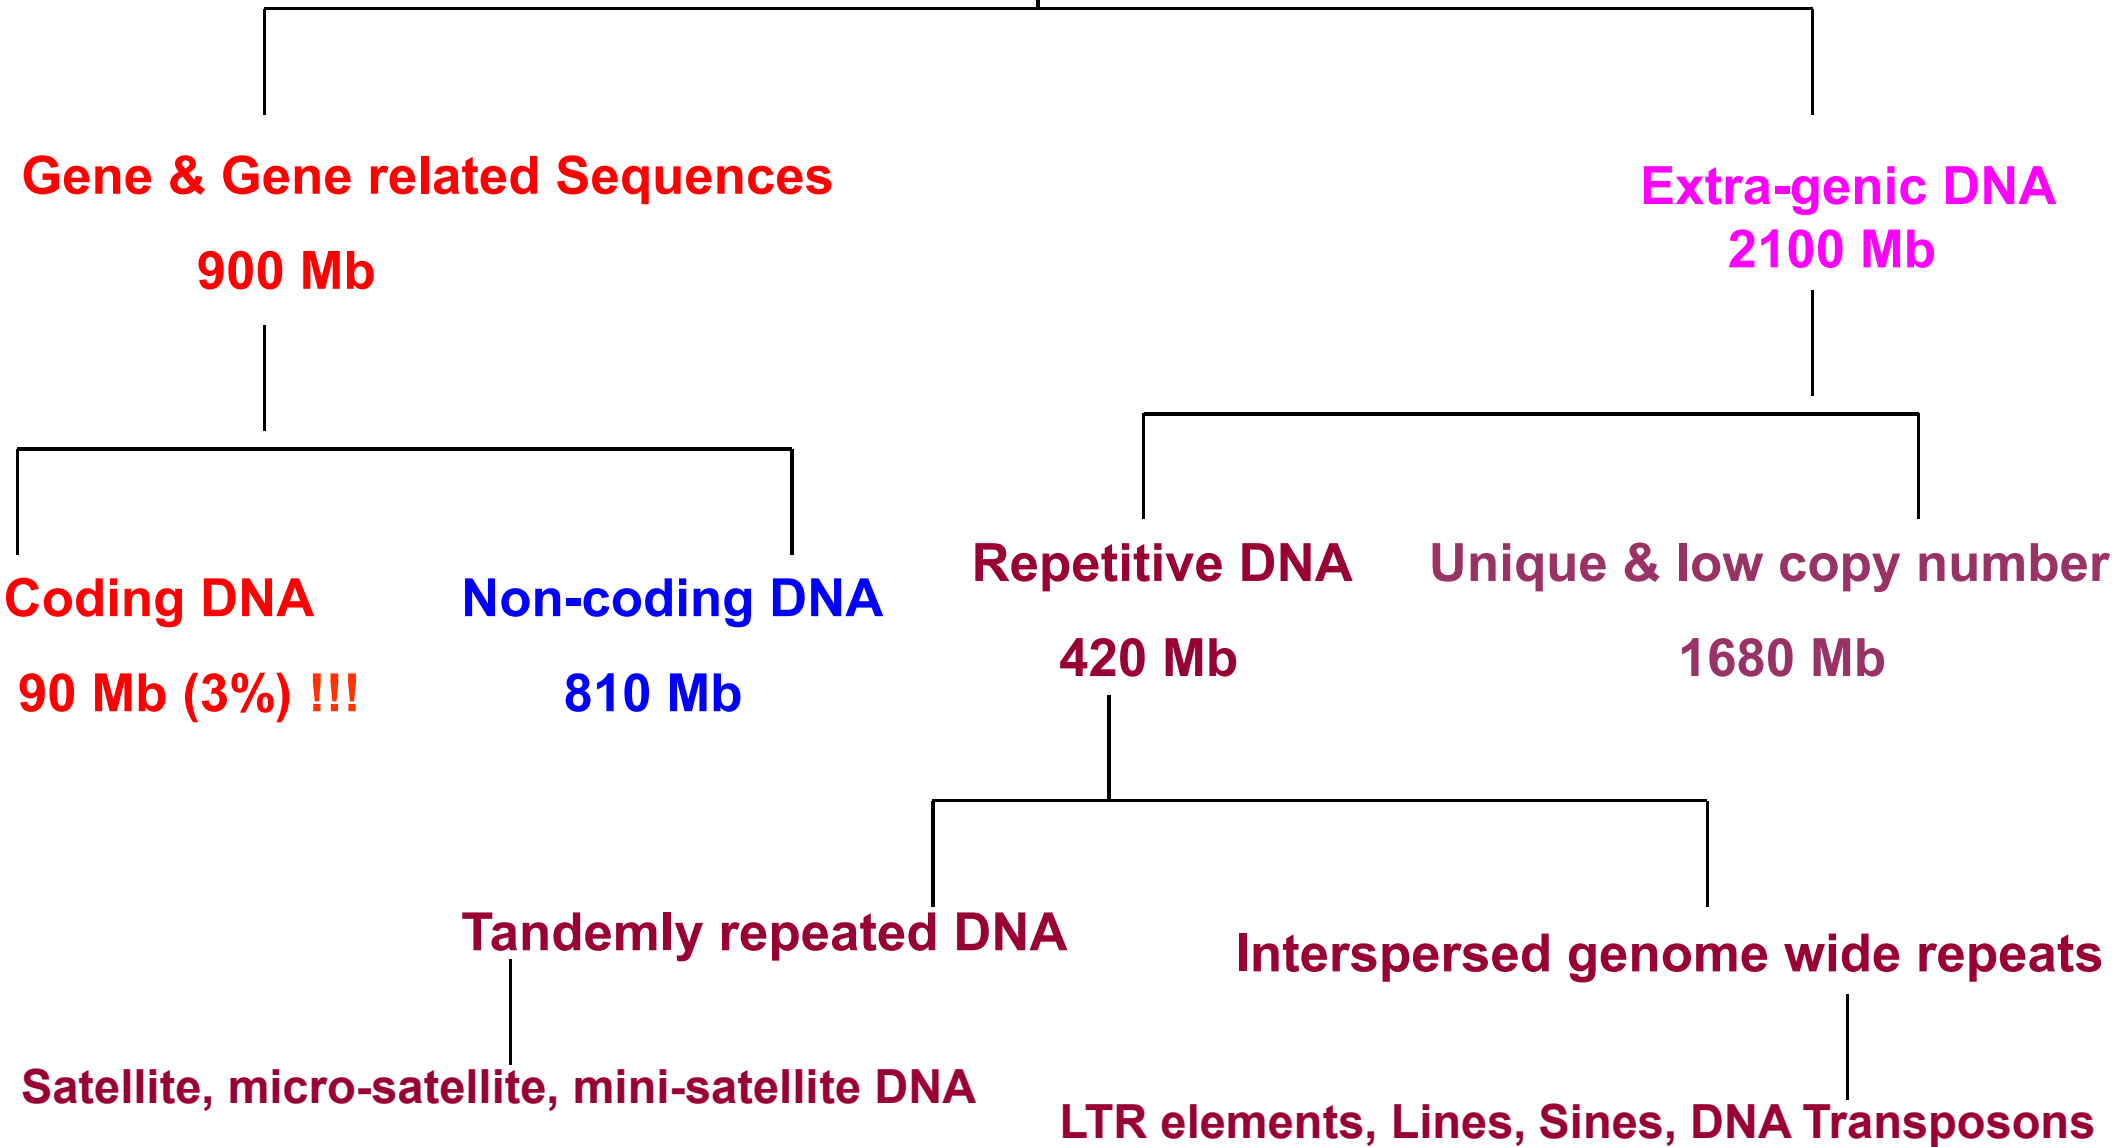 Gene & Gene related Sequences
900 Mb
Extra-genic DNA
2100 Mb
Coding DNA
90 Mb (3%) !!!
Non-coding DNA
810 Mb
Repetitive DNA
420 Mb
Unique & low copy number
1680 Mb
Tandemly repeated DNA
Interspersed genome wide repeats
Satellite, micro-satellite, mini-satellite DNA
LTR elements, Lines, Sines, DNA Transposons